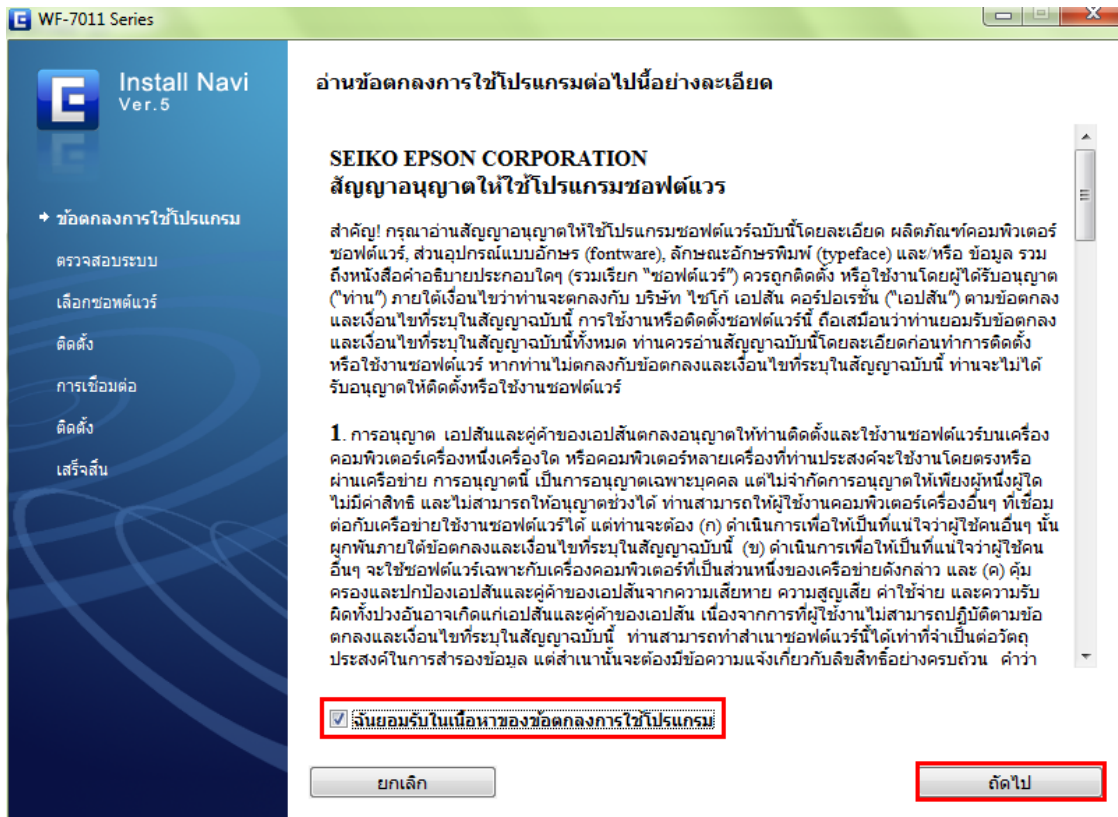 WF-7011 Series
Install Navi
Ver.5
ข้อตกลงการใช้โปรแกรม
ตรวจสอบระบบ
เลือกซอฟต์แวร์
ติดตั้ง
การเชื่อมต่อ
ติดตั้ง
เสร็จสิ้น
อ่านข้อตกลงการใช้โปรแกรมต่อไปนี้อย่างละเอียด
SEIKO EPSON CORPORATION
สัญญาอนุญาตให้ใช้โปรแกรมซอฟต์แวร
สำคัญ! กรุณาอ่านสัญญาอนุญาตให้ใช้โปรแกรมซอฟต์แวร์ฉบับนี้โดยละเอียด ผลิตภัณฑ์คอมพิวเตอร์
ซอฟต์แวร์, ส่วนอุปกรณ์แบบอักษร (fontware), ลักษณะอักษรพิมพ์ (typeface) และ/หรือ ข้อมูล รวม
ถึงหนังสือคำอธิบายประกอบใดๆ (รวมเรียก "ซอฟต์แวร์") ควรถูกติดตั้ง หรือใช้งานโดยผู้ได้รับอนุญาต
("ท่าน") ภายใต้เงื่อนไขว่าท่านจะตกลงกับ บริษัท ไซโก้ เอปสัน คอร์ปอเรชั่น ("เอปสัน") ตามข้อตกลง
และเงื่อนไขที่ระบุในสัญญาฉบับนี้ การใช้งานหรือติดตั้งซอฟต์แวร์นี้ ถือเสมือนว่าท่านยอมรับข้อตกลง
และเงื่อนไขที่ระบุในสัญญาฉบับนี้ทั้งหมด ท่านควรอ่านสัญญาฉบับนี้โดยละเอียดก่อนทำการติดตั้ง
หรือใช้งานซอฟต์แวร์ หากท่านไม่ตกลงกับข้อตกลงและเงื่อนไขที่ระบุในสัญญาฉบับนี้ ท่านจะไม่ได้
รับอนุญาตให้ติดตั้งหรือใช้งานซอฟต์แวร์
1. การอนุญาต เอปสันและคู่ค้าของเอปสันตกลงอนุญาตให้ท่านติดตั้งและใช้งานซอฟต์แวร์บนเครื่อง
คอมพิวเตอร์เครื่องหนึ่งเครื่องใด หรือคอมพิวเตอร์หลายเครื่องที่ท่านประสงค์จะใช้งานโดยตรงหรือ
ผ่านเครือข่าย การอนุญาตนี้ เป็นการอนุญาตเฉพาะบุคคล แต่ไม่จำกัดการอนุญาตให้เพียงผู้หนึ่งผู้ใด
ไม่มีค่าสิทธิ และไม่สามารถให้อนุญาตช่วงได้ ท่านสามารถให้ผู้ใช้งานคอมพิวเตอร์เครื่องอื่นๆ ที่เชื่อม
ต่อกับเครือข่ายใช้งานซอฟต์แวร์ได้ แต่ท่านจะต้อง (ก) ดำเนินการเพื่อให้เป็นที่แน่ใจว่าผู้ใช้คนอื่นๆ นั้น
ผูกพันภายใต้ข้อตกลงและเงื่อนไขที่ระบุในสัญญาฉบับนี้ (ข) ดำเนินการเพื่อให้เป็นที่แน่ใจว่าผู้ใช้คน
อื่นๆ จะใช้ซอฟต์แวร์เฉพาะกับเครื่องคอมพิวเตอร์ที่เป็นส่วนหนึ่งของเครือข่ายดังกล่าว และ (ค) คุ้ม
ครองและปกป้องเอปสันและคู่ค้าของเอปสันจากความเสียหาย ความสูญเสีย ค่าใช้จ่าย และความรับ
ผิดทั้งปวงอันอาจเกิดแก่เอปสันและคู่ค้าของเอปสัน เนื่องจากการที่ผู้ใช้งานไม่สามารถปฏิบัติตามข้อ
ตกลงและเงื่อนไขที่ระบุในสัญญาฉบับนี้ ท่านสามารถทำสำเนาซอฟต์แวร์นี้ได้เท่าที่จำเป็นต่อวัตถุ
ประสงค์ในการสำรองข้อมูล แต่สำเนานั้นจะต้องมีข้อความแจ้งเกี่ยวกับลิขสิทธิ์อย่างครบถ้วน คำว่า
ฉันยอมรับในเนื้อหาของข้อตกลงการใช้โปรแกรม
ยกเลิก
ถัดไป